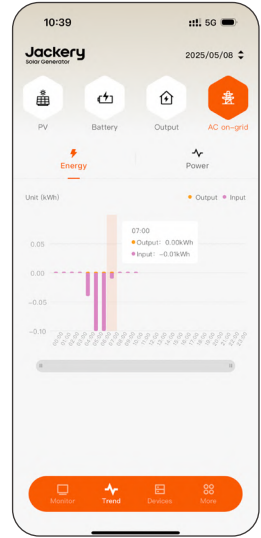 10:39
5G
Jackery
Solar Generator
2025/05/08
PV
Battery
Output
AC on-grid
Energy
Power
Unit (kWh)
Output
Input
07:00
Output: 0.00kWh
Input: −0.01kWh
0.05
0.00
−0.05
−0.10
Monitor
Trend
Devices
More